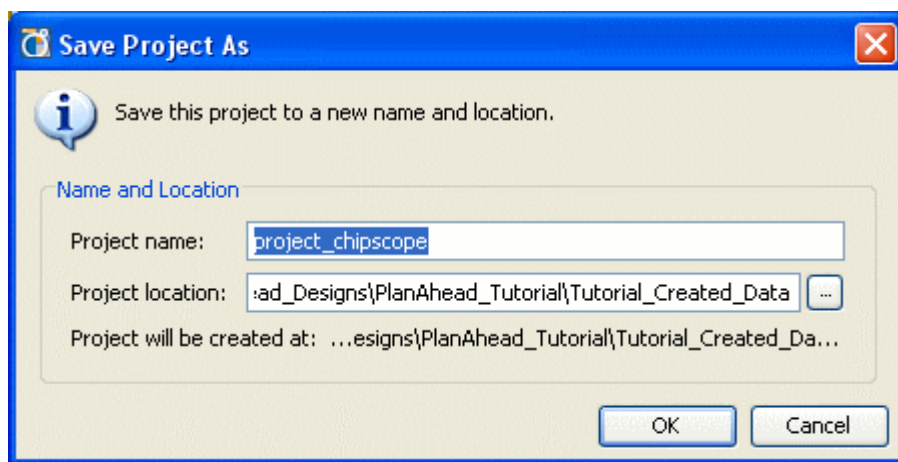 Save Project As
Save this project to a new name and location.
Name and Location
Project name: project_chipscope
Project location: ead_Designs\PlanAhead_Tutorial\Tutorial_Created_Data ...
Project will be created at: ...esigns\PlanAhead_Tutorial\Tutorial_Created_Da...
OK Cancel